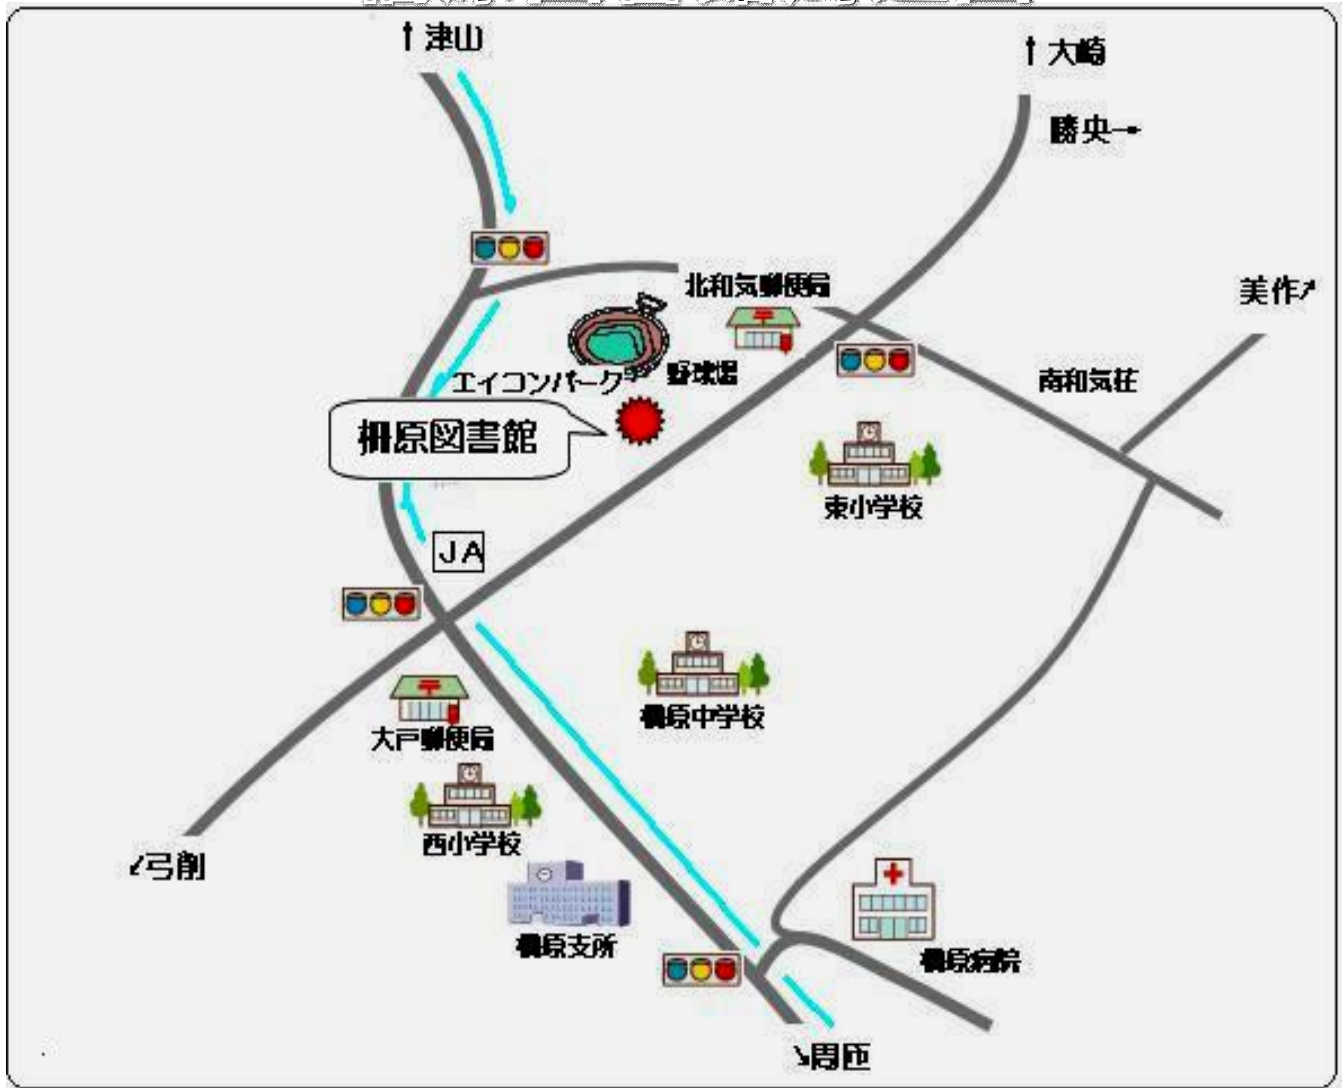 ↑津山
↑大崎
勝央→
北和気郵便局
美作↗
野球場
エイコンパーク
南和気荘
柵原図書館
東小学校
JA
柵原中学校
大戸郵便局
西小学校
↙弓削
柵原支所
柵原病院
↘周匝